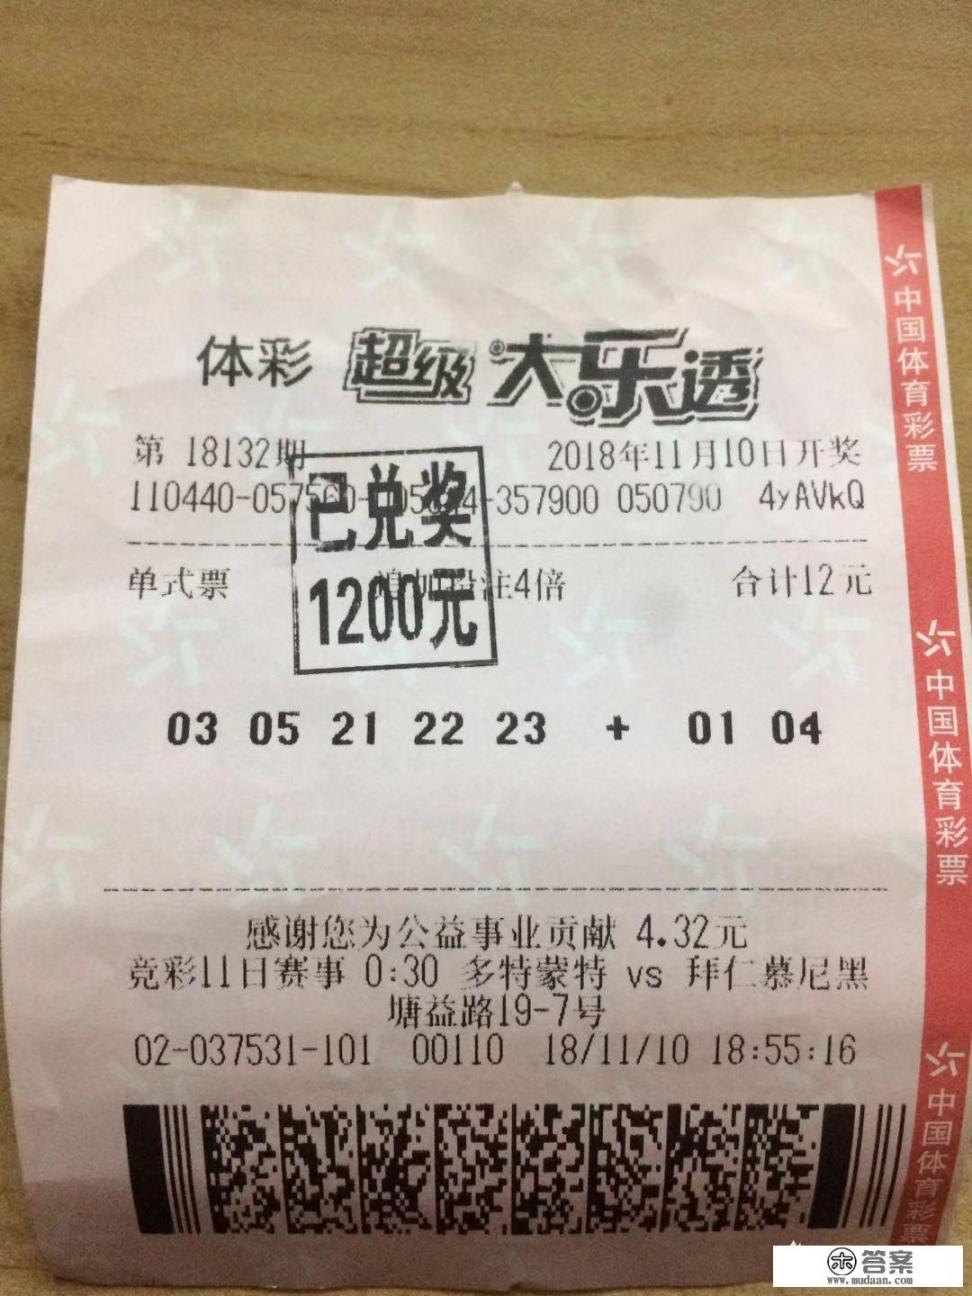 体彩 超级大乐透
第 18132期 2018年11月10日开奖
110440-057560- -357900 050790 4yAVkQ
已兑奖
1200元
单式票 追加投注4倍 合计12元
03 05 21 22 23 + 01 04
感谢您为公益事业贡献 4.32元
竞彩11日赛事 0:30 多特蒙特 vs 拜仁慕尼黑
塘益路19-7号
02-037531-101 00110 18/11/10 18:55:16
中国体育彩票
中国体育彩票
中国体育彩票
答案
www.mudaan.com